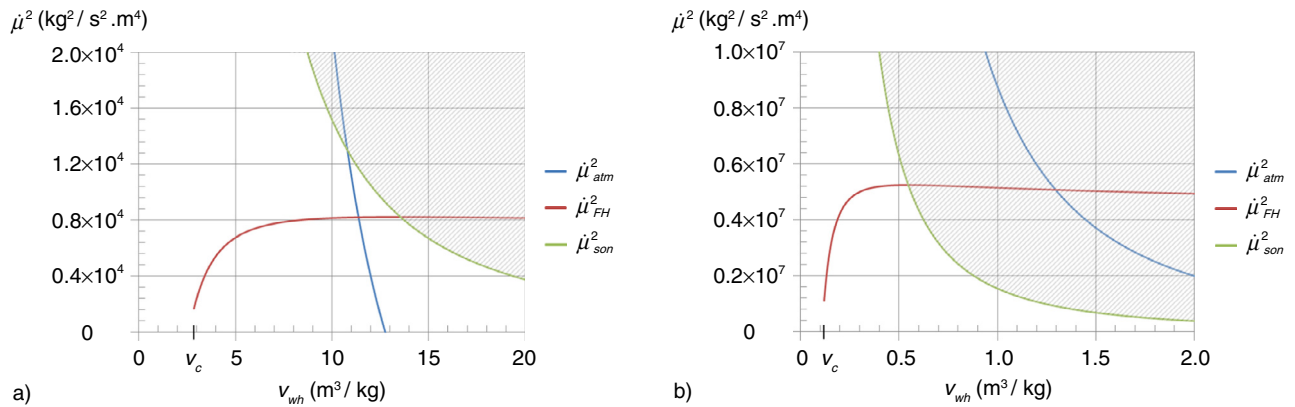 μ̇² (kg²/ s² .m⁴)
2.0×10⁴
1.6×10⁴
1.2×10⁴
0.8×10⁴
0.4×10⁴
0
0 5 10 15 20
v_c
v_wh (m³/ kg)
a)
μ̇²_atm
μ̇²_FH
μ̇²_son
μ̇² (kg²/ s² .m⁴)
1.0×10⁷
0.8×10⁷
0.6×10⁷
0.4×10⁷
0.2×10⁷
0
0 0.5 1.0 1.5 2.0
v_c
v_wh (m³/ kg)
b)
μ̇²_atm
μ̇²_FH
μ̇²_son